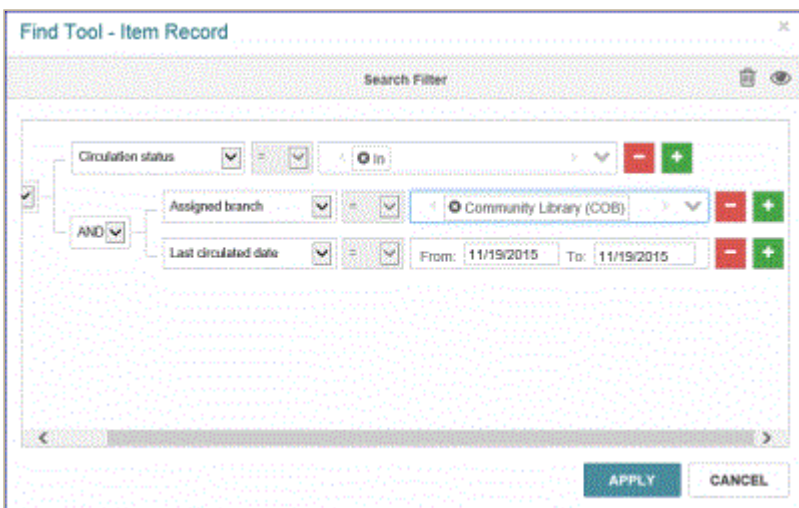 Find Tool - Item Record
Search Filter
Circulation status = In
Assigned branch = Community Library (COB)
AND
Last circulated date = From: 11/19/2015 To: 11/19/2015
APPLY CANCEL